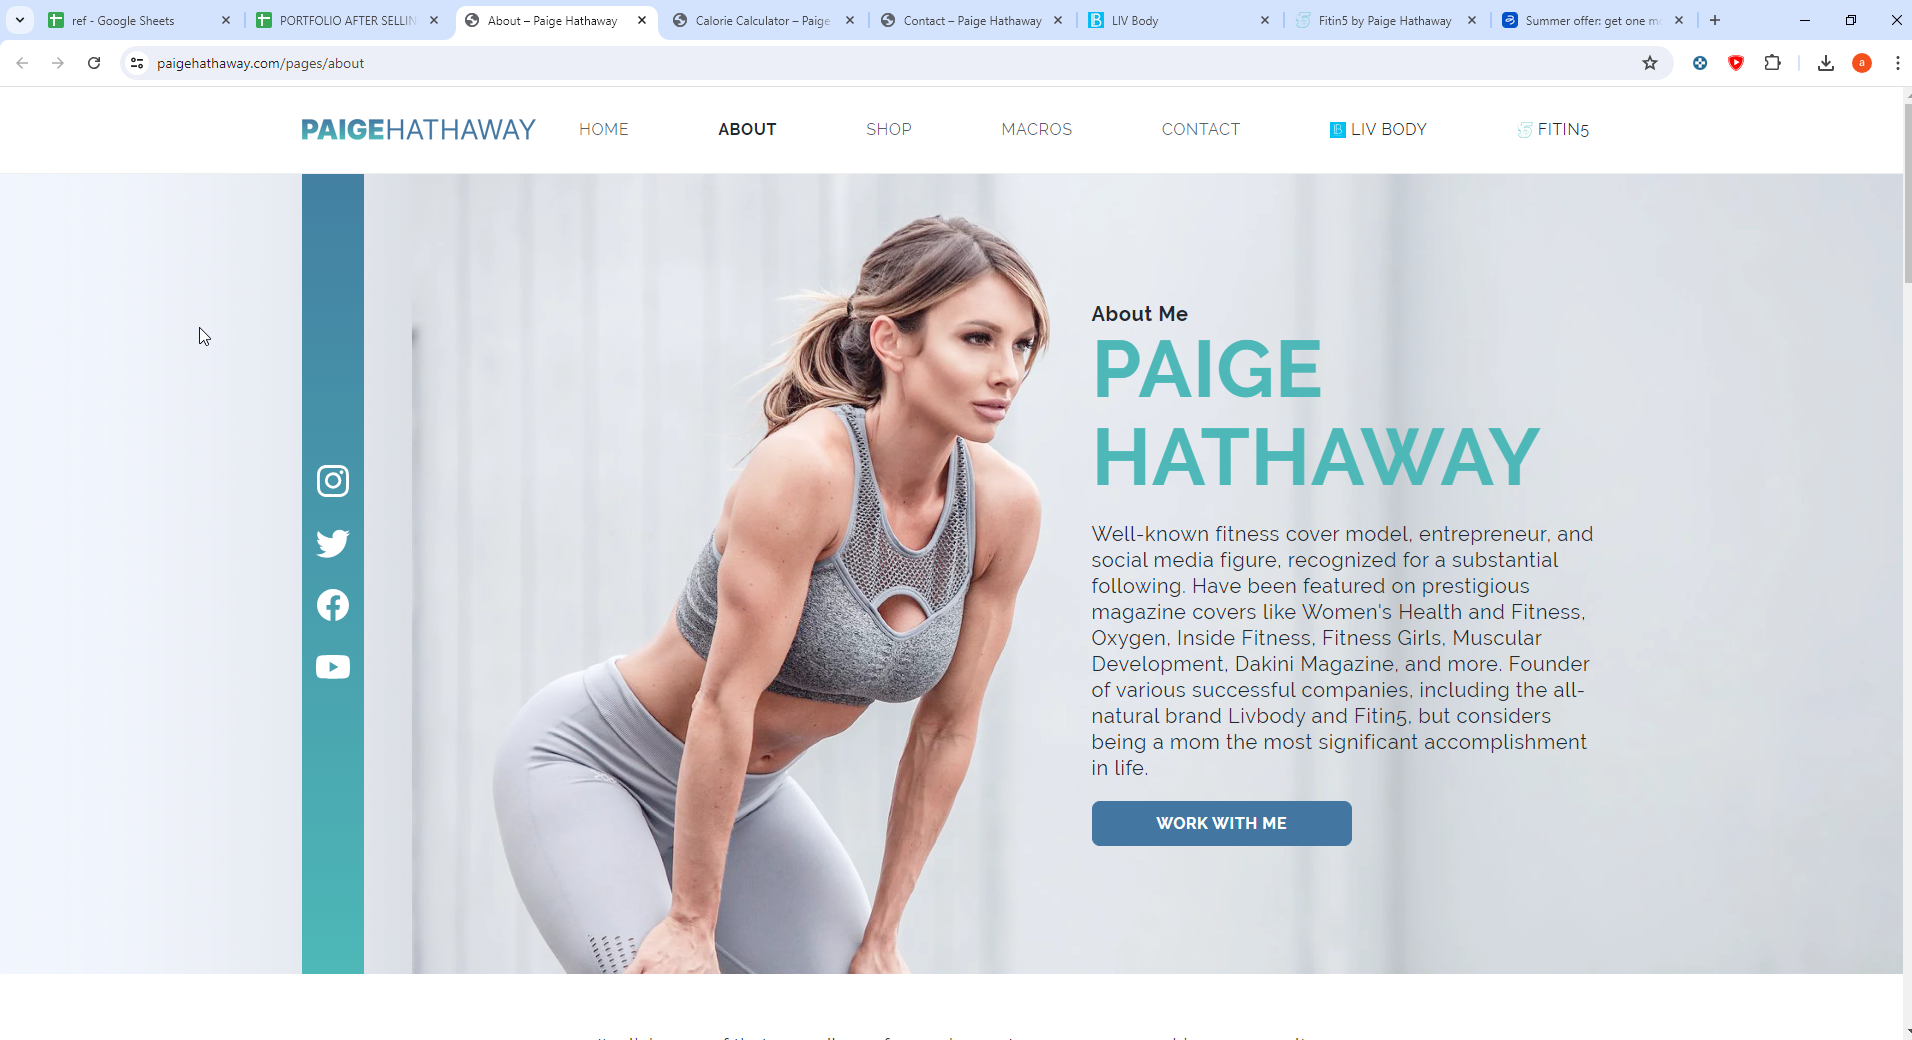 ref - Google Sheets
PORTFOLIO AFTER SELLIN
About – Paige Hathaway
Calorie Calculator – Paige
Contact – Paige Hathaway
LIV Body
Fitin5 by Paige Hathaway
Summer offer: get one mo
paigehathaway.com/pages/about
a
PAIGEHATHAWAY
HOME
ABOUT
SHOP
MACROS
CONTACT
B LIV BODY
5 FITIN5
About Me
PAIGE
HATHAWAY
Well-known fitness cover model, entrepreneur, and
social media figure, recognized for a substantial
following. Have been featured on prestigious
magazine covers like Women's Health and Fitness,
Oxygen, Inside Fitness, Fitness Girls, Muscular
Development, Dakini Magazine, and more. Founder
of various successful companies, including the all-
natural brand Livbody and Fitin5, but considers
being a mom the most significant accomplishment
in life.
WORK WITH ME